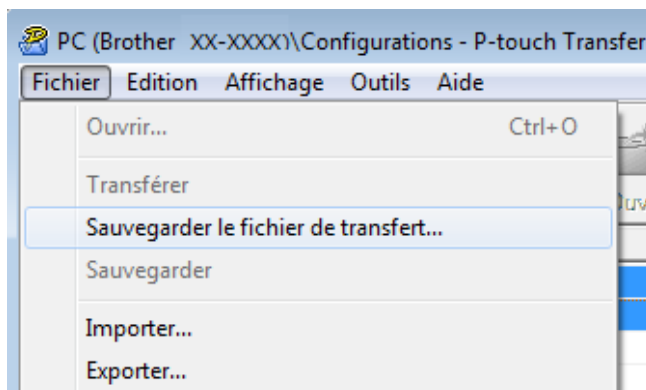 PC (Brother XX-XXXX)\Configurations - P-touch Transfer
Fichier Edition Affichage Outils Aide
Ouvrir... Ctrl+O
Transférer
Sauvegarder le fichier de transfert...
Sauvegarder
Importer...
Exporter...